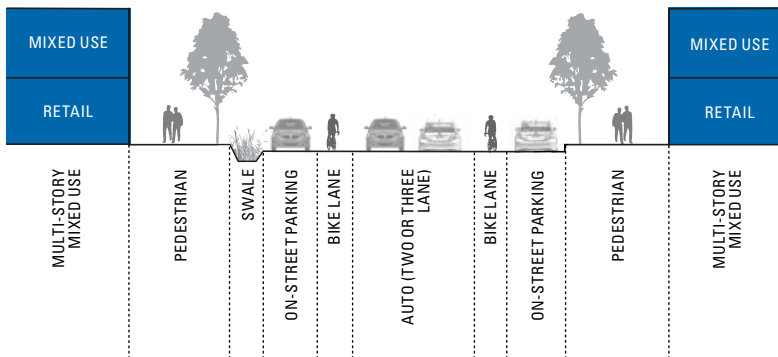 MIXED USE
RETAIL
MIXED USE
RETAIL
MULTI-STORY
MIXED USE
PEDESTRIAN
SWALE
ON-STREET PARKING
BIKE LANE
AUTO (TWO OR THREE
LANE)
BIKE LANE
ON-STREET PARKING
PEDESTRIAN
MULTI-STORY
MIXED USE